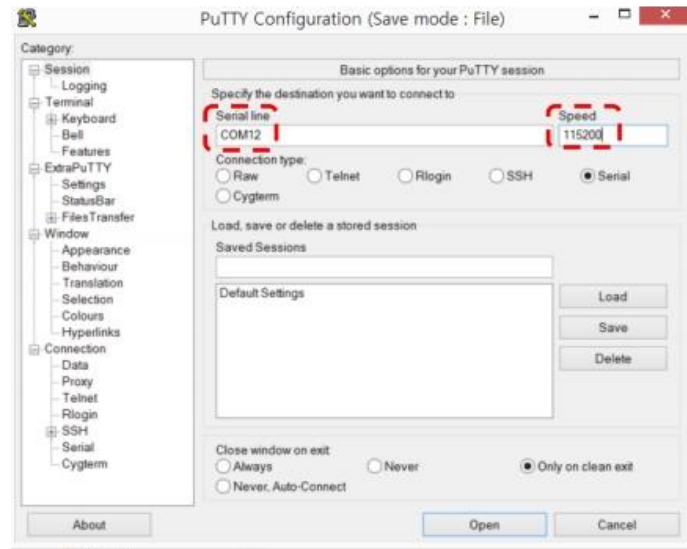 PuTTY Configuration (Save mode : File)
Category:
Session
Logging
Terminal
Keyboard
Bell
Features
ExtraPuTTY
Settings
StatusBar
FilesTransfer
Window
Appearance
Behaviour
Translation
Selection
Colours
Hyperlinks
Connection
Data
Proxy
Telnet
Rlogin
SSH
Serial
Cygterm
Basic options for your PuTTY session
Specify the destination you want to connect to
Serial line Speed
COM12 115200
Connection type:
Raw Telnet Rlogin SSH Serial
Cygterm
Load, save or delete a stored session
Saved Sessions
Default Settings
Load
Save
Delete
Close window on exit
Always Never Only on clean exit
Never, Auto-Connect
About Open Cancel